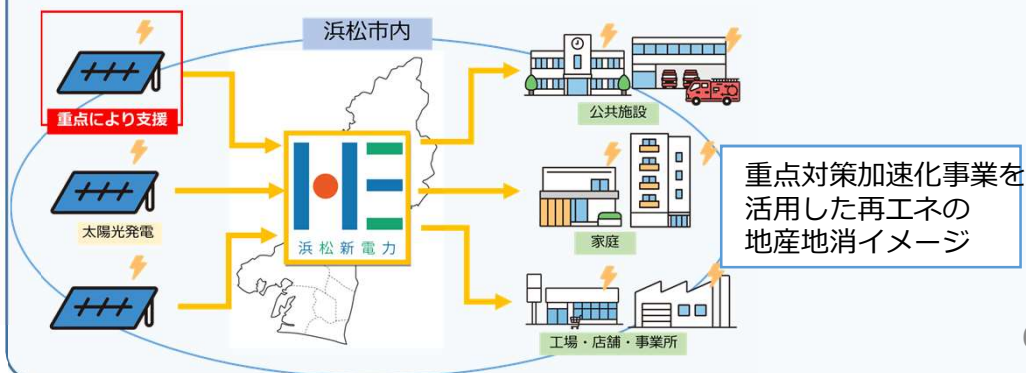 浜松市内
重点により支援
太陽光発電
浜松新電力
公共施設
家庭
工場・店舗・事業所
重点対策加速化事業を
活用した再エネの
地産地消イメージ